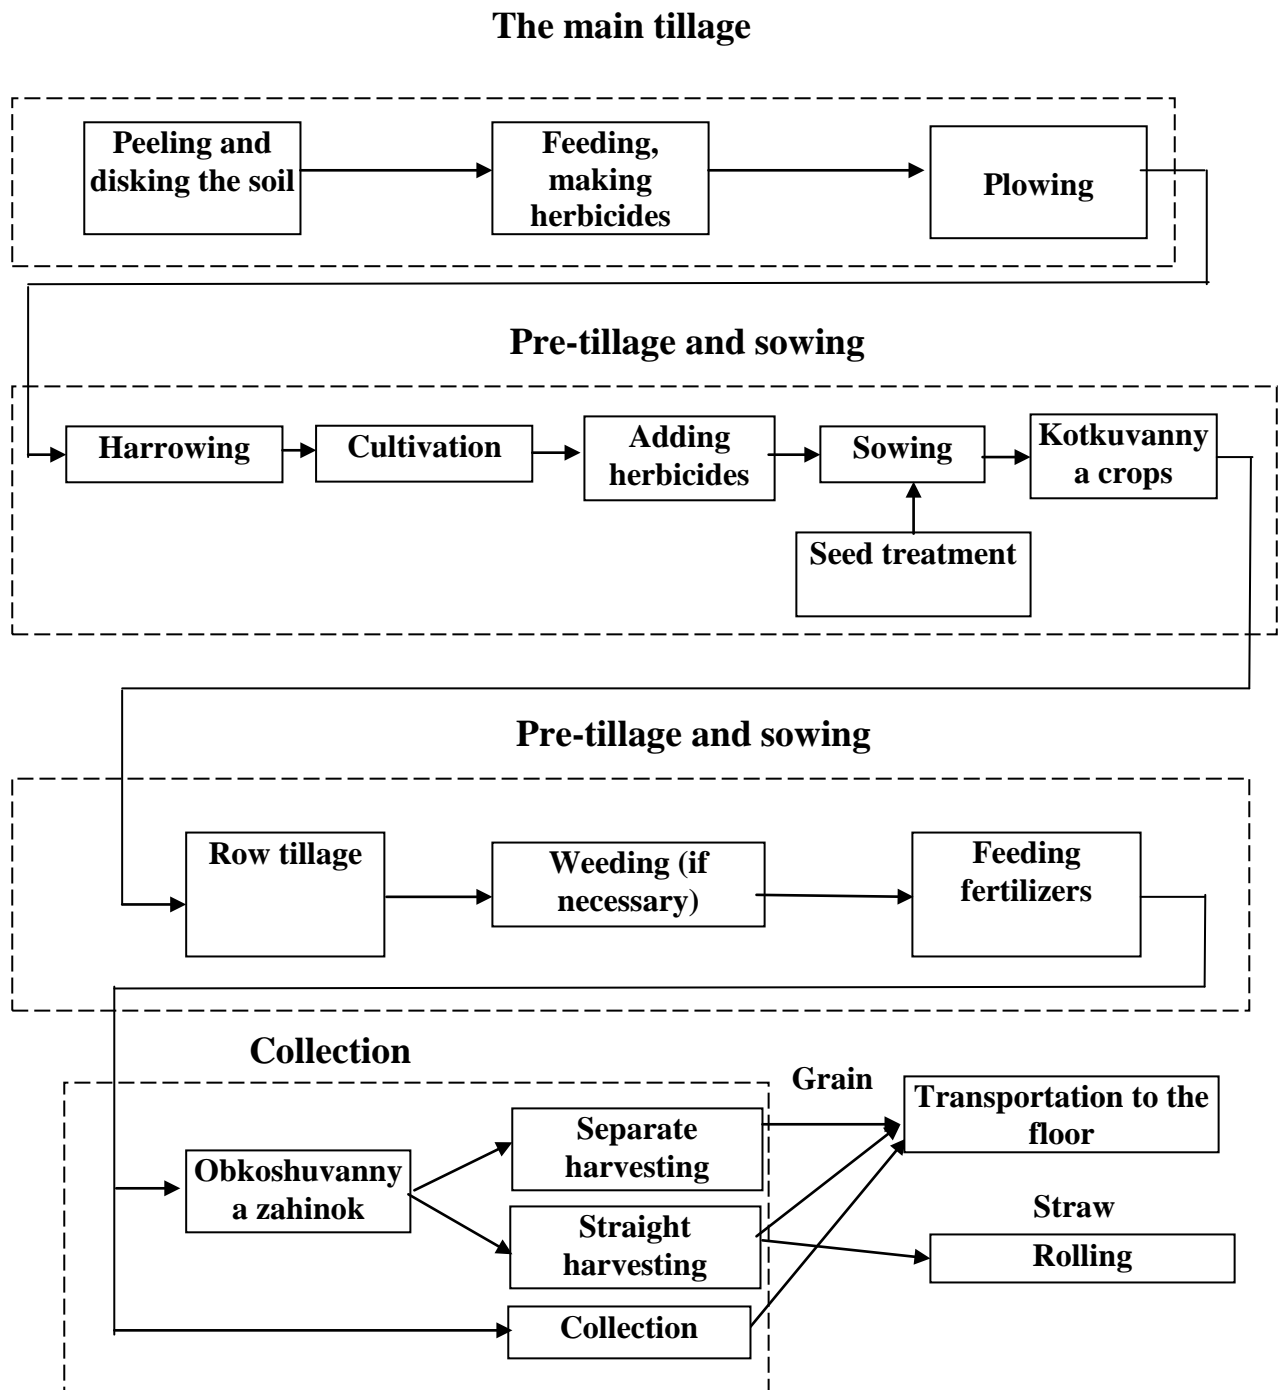 The main tillage
Peeling and
disking the soil
Feeding,
making
herbicides
Plowing
Pre-tillage and sowing
Harrowing
Cultivation
Adding
herbicides
Sowing
Kotkuvanny
a crops
Seed treatment
Pre-tillage and sowing
Row tillage
Weeding (if
necessary)
Feeding
fertilizers
Collection
Grain
Transportation to the
floor
Separate
harvesting
Obkoshuvanny
a zahinok
Straight
harvesting
Straw
Rolling
Collection